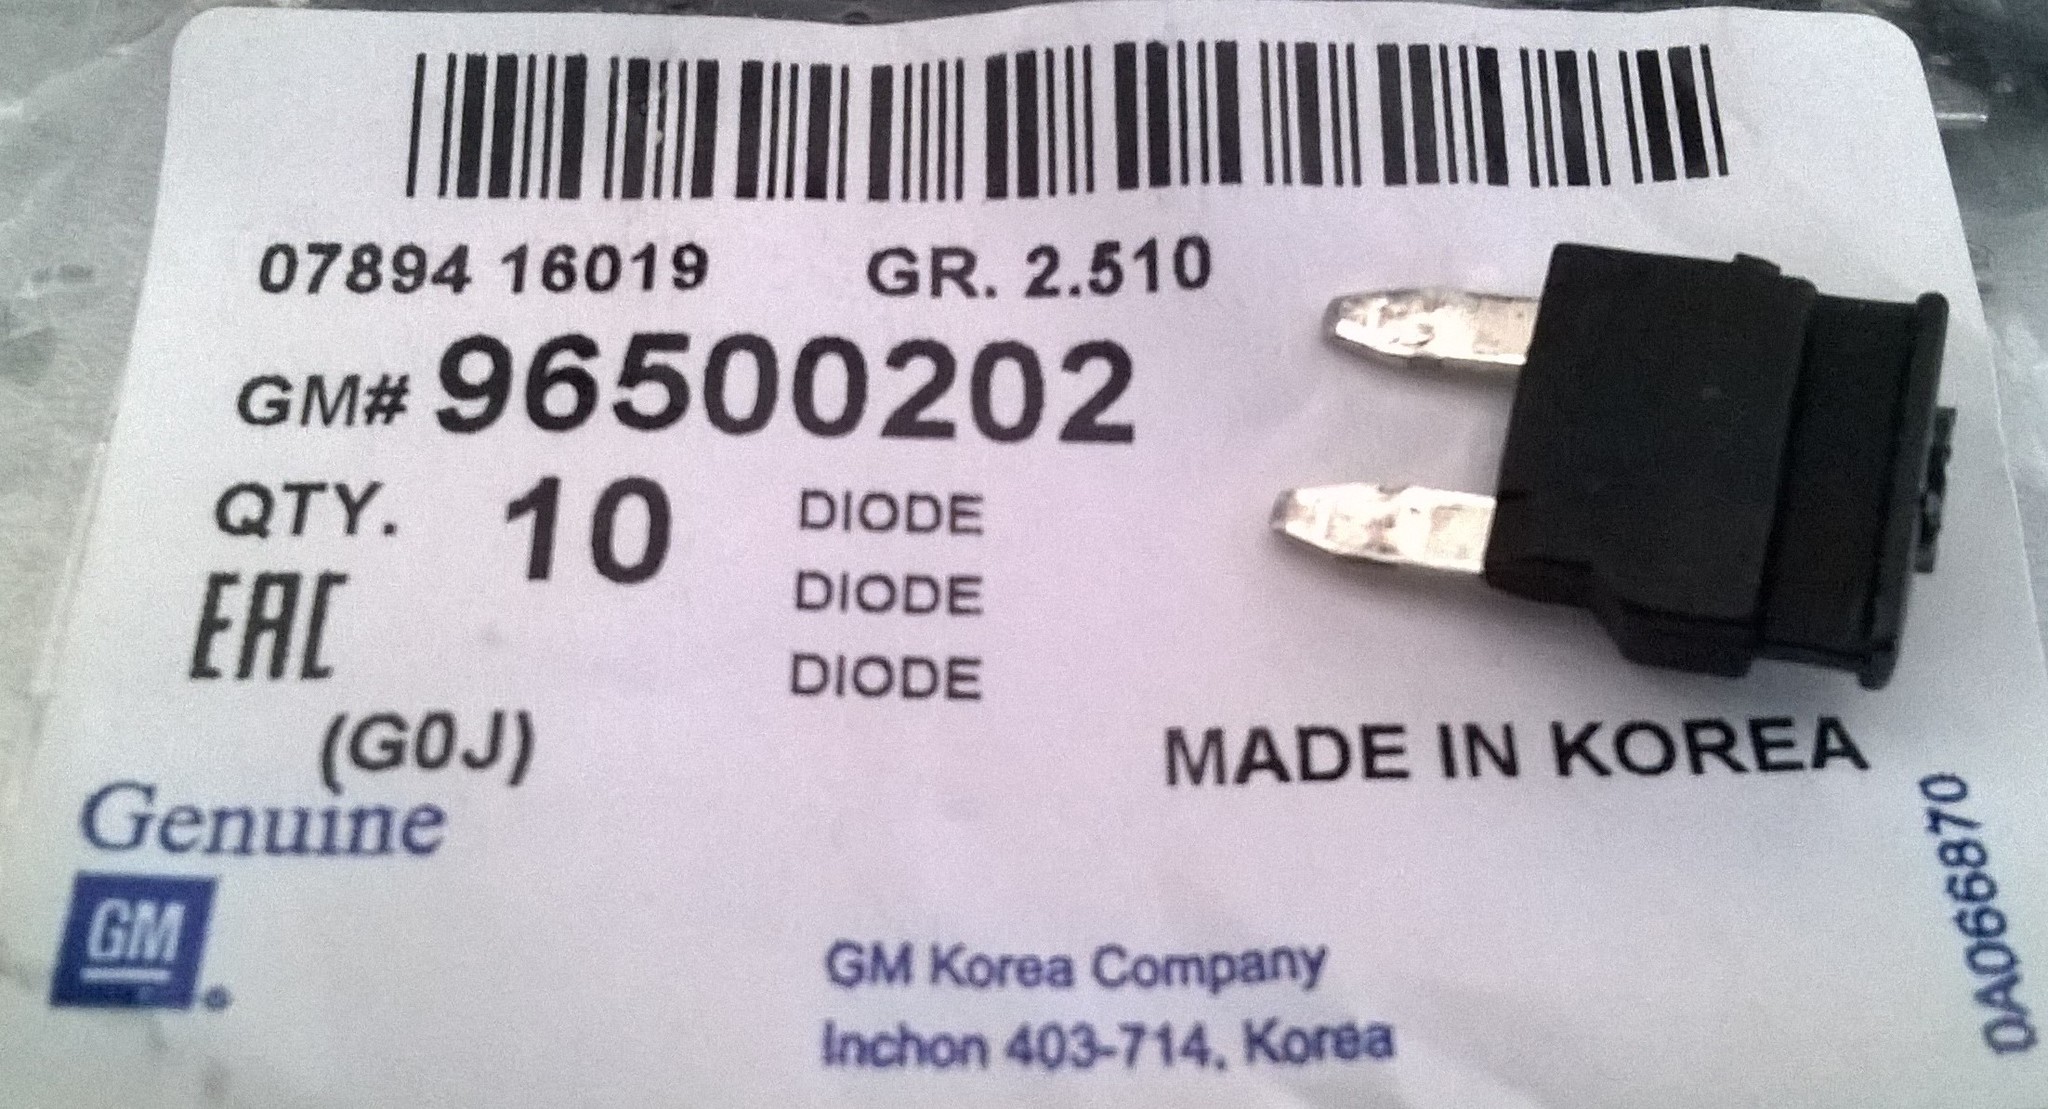 07894 16019 GR. 2.510
GM# 96500202
QTY. 10 DIODE
EAC DIODE
DIODE
(G0J)
MADE IN KOREA
Genuine
GM
GM Korea Company
Inchon 403-714, Korea
DA066870